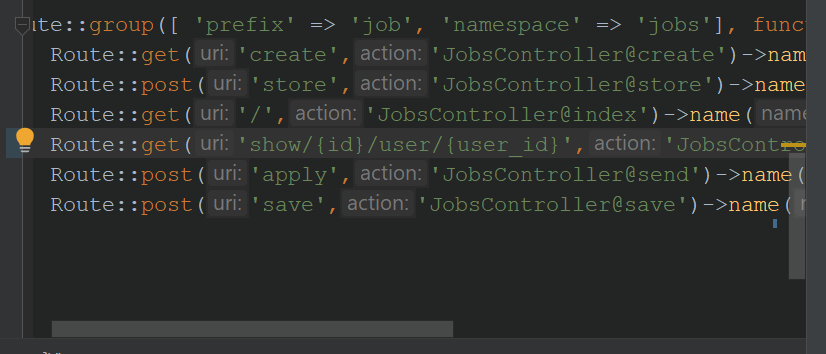 ute::group([ 'prefix' => 'job', 'namespace' => 'jobs'], func
Route::get( uri: 'create', action: 'JobsController@create')->nam
Route::post( uri: 'store', action: 'JobsController@store')->name
Route::get( uri: '/', action: 'JobsController@index')->name( name
Route::get( uri: 'show/{id}/user/{user_id}', action: 'JobsContro
Route::post( uri: 'apply', action: 'JobsController@send')->name(
Route::post( uri: 'save', action: 'JobsController@save')->name( n